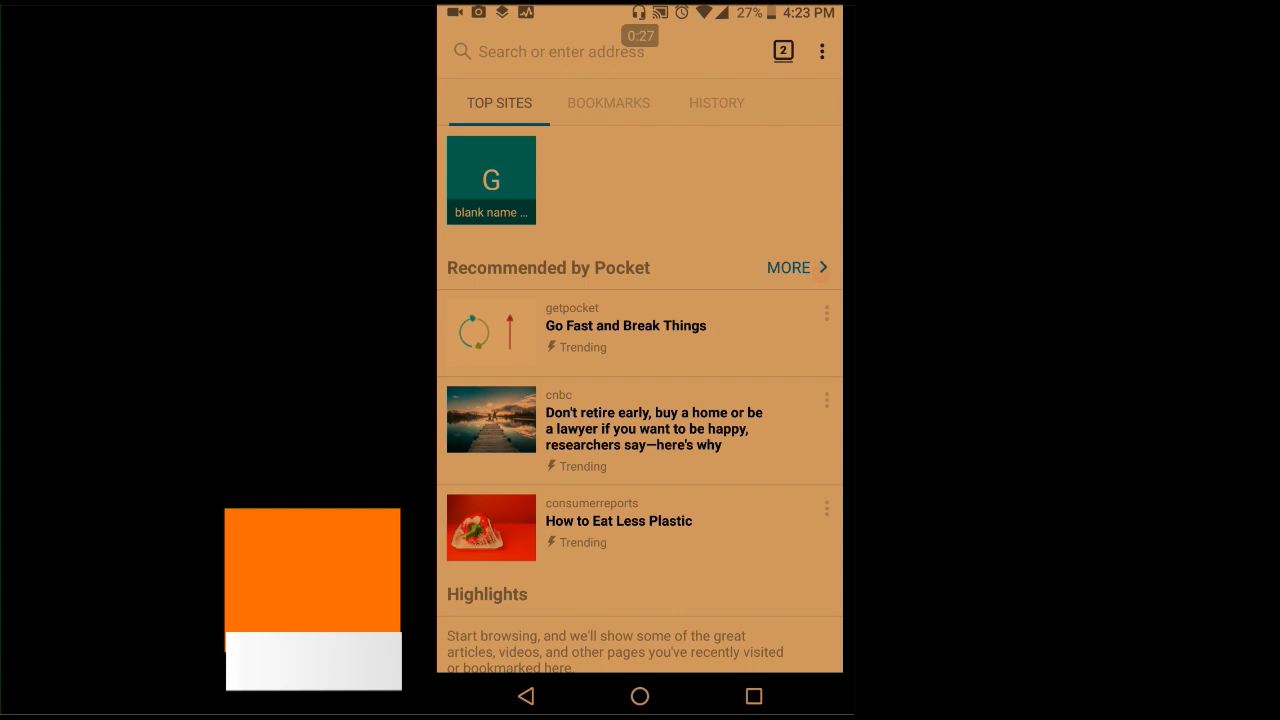 27% 4:23 PM
0:27
Search or enter address
2
TOP SITES BOOKMARKS HISTORY
G
blank name ...
Recommended by Pocket MORE
getpocket
Go Fast and Break Things
Trending
cnbc
Don't retire early, buy a home or be
a lawyer if you want to be happy,
researchers say—here's why
Trending
consumerreports
How to Eat Less Plastic
Trending
Highlights
Start browsing, and we'll show some of the great
articles, videos, and other pages you've recently visited
or bookmarked here.